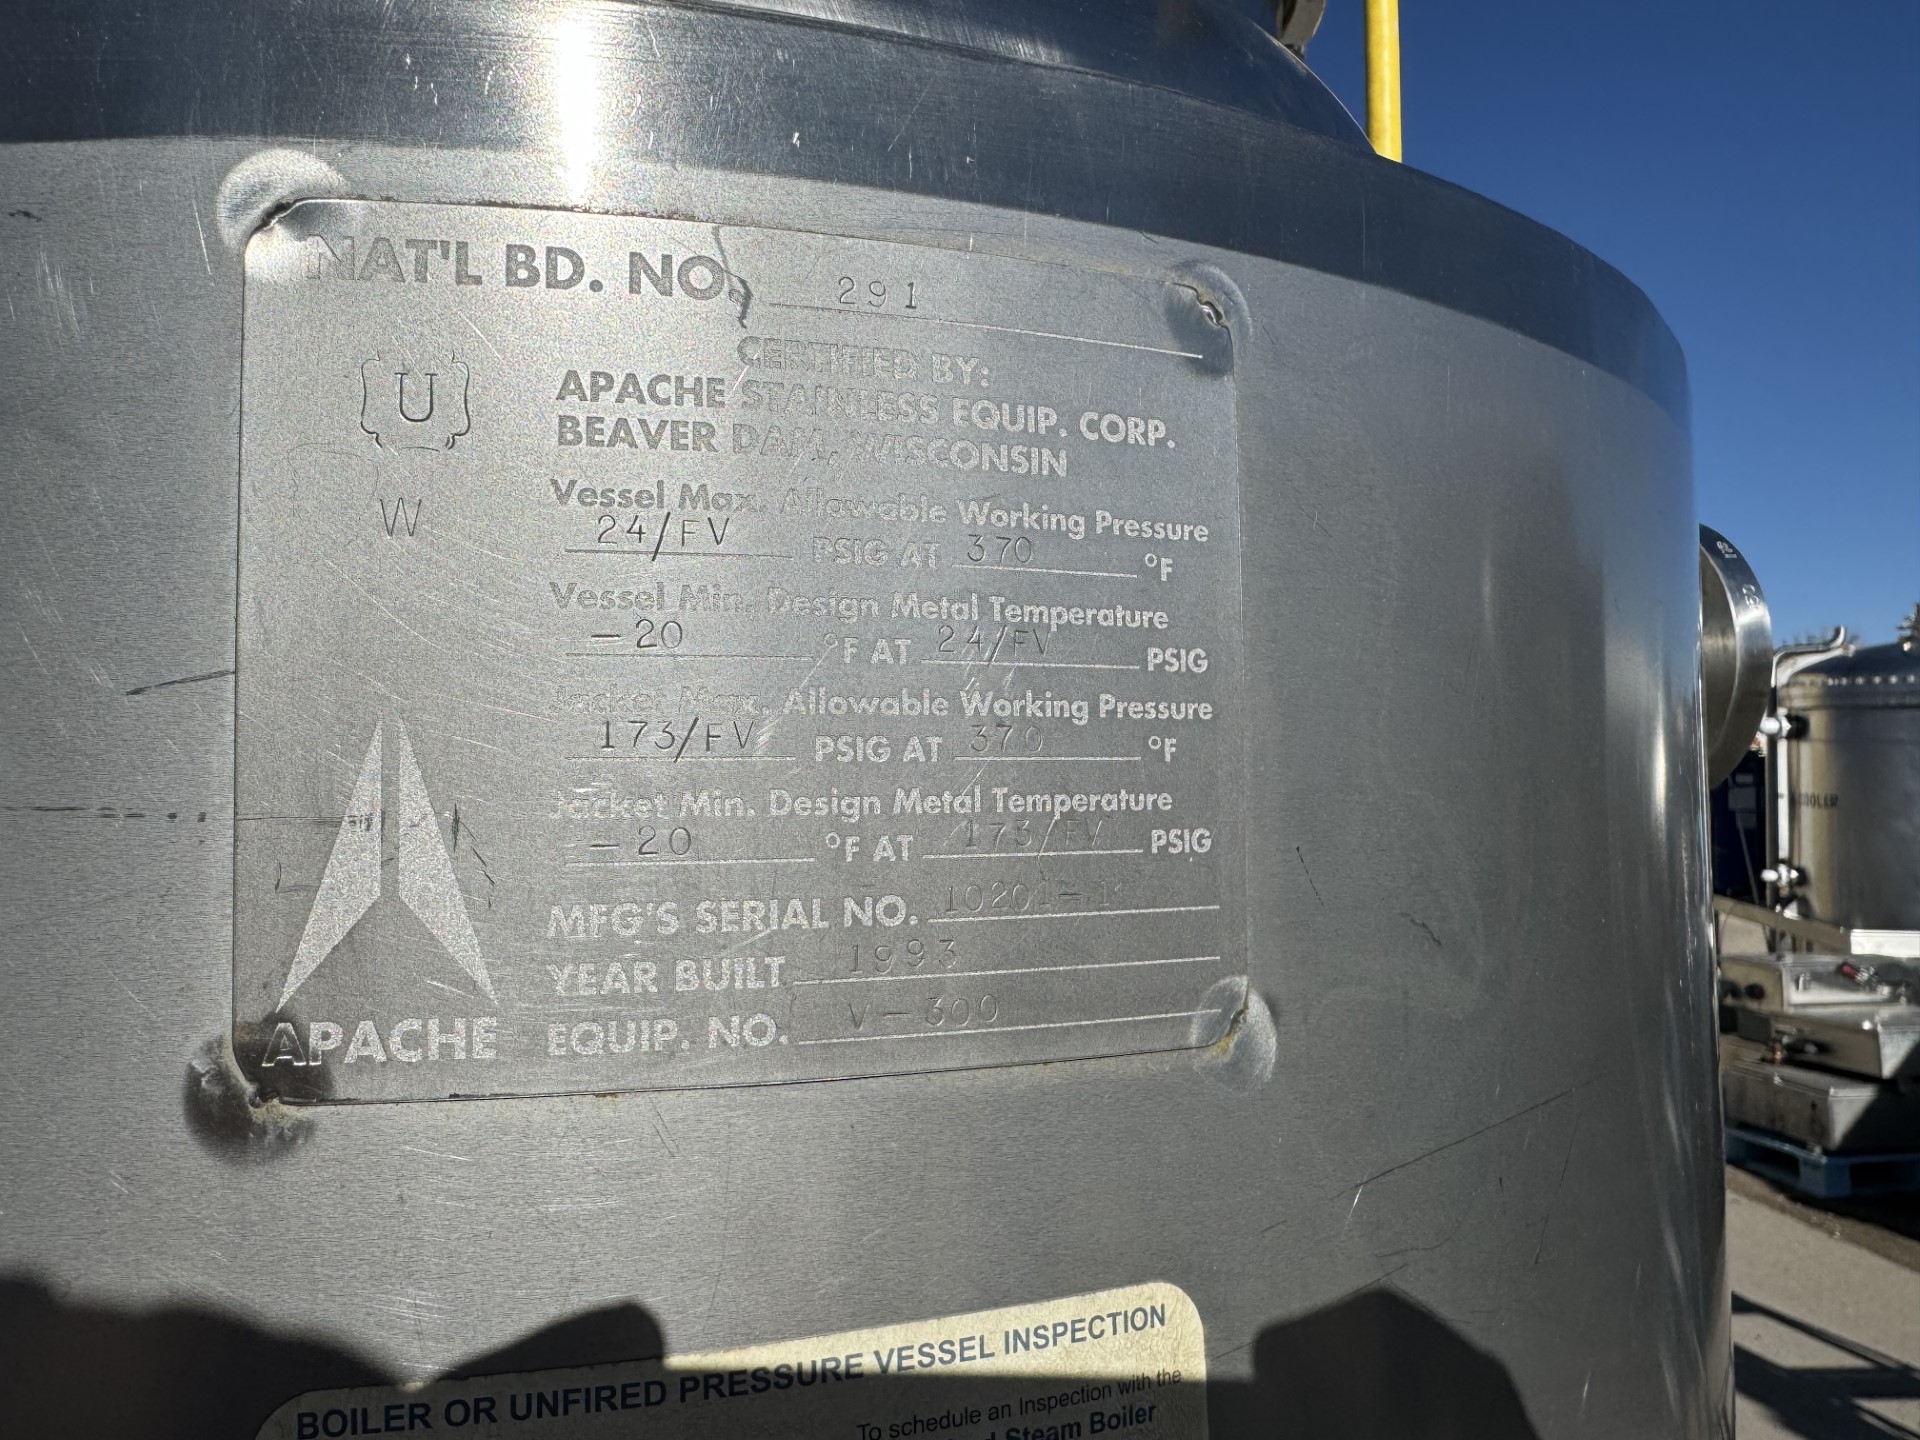 NAT'L BD. NO. 291
U
W
CERTIFIED BY:
APACHE STAINLESS EQUIP. CORP.
BEAVER DAM, WISCONSIN
Vessel Max. Allowable Working Pressure
24/FV PSIG AT 370 °F
Vessel Min. Design Metal Temperature
-20 °F AT 24/FV PSIG
Jacket Max. Allowable Working Pressure
173/FV PSIG AT 370 °F
Jacket Min. Design Metal Temperature
-20 °F AT 173/FV PSIG
MFG'S SERIAL NO.
YEAR BUILT 1993
EQUIP. NO. V-300
APACHE
BOILER OR UNFIRED PRESSURE VESSEL INSPECTION
To schedule an Inspection with the
Steam Boiler
COOLER